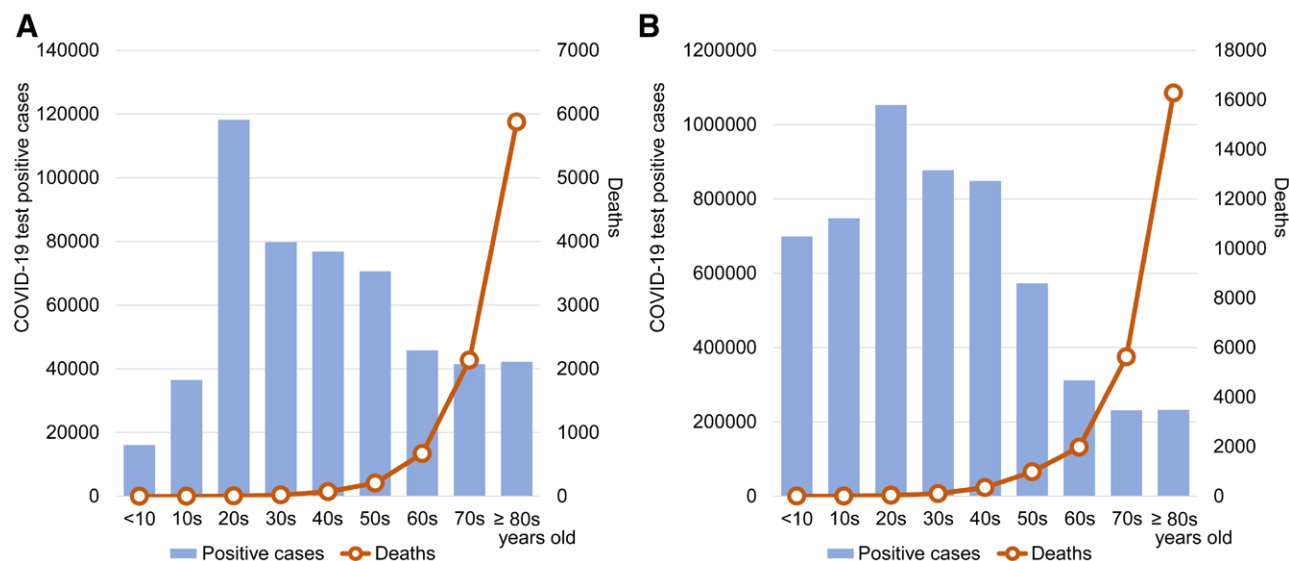 A
COVID-19 test positive cases
140000
120000
100000
80000
60000
40000
20000
0
7000
6000
5000
4000
3000
2000
1000
0
Deaths
<10 10s 20s 30s 40s 50s 60s 70s ≥ 80s
years old
Positive cases Deaths
B
COVID-19 test positive cases
1200000
1000000
800000
600000
400000
200000
0
18000
16000
14000
12000
10000
8000
6000
4000
2000
0
Deaths
<10 10s 20s 30s 40s 50s 60s 70s ≥ 80s
years old
Positive cases Deaths